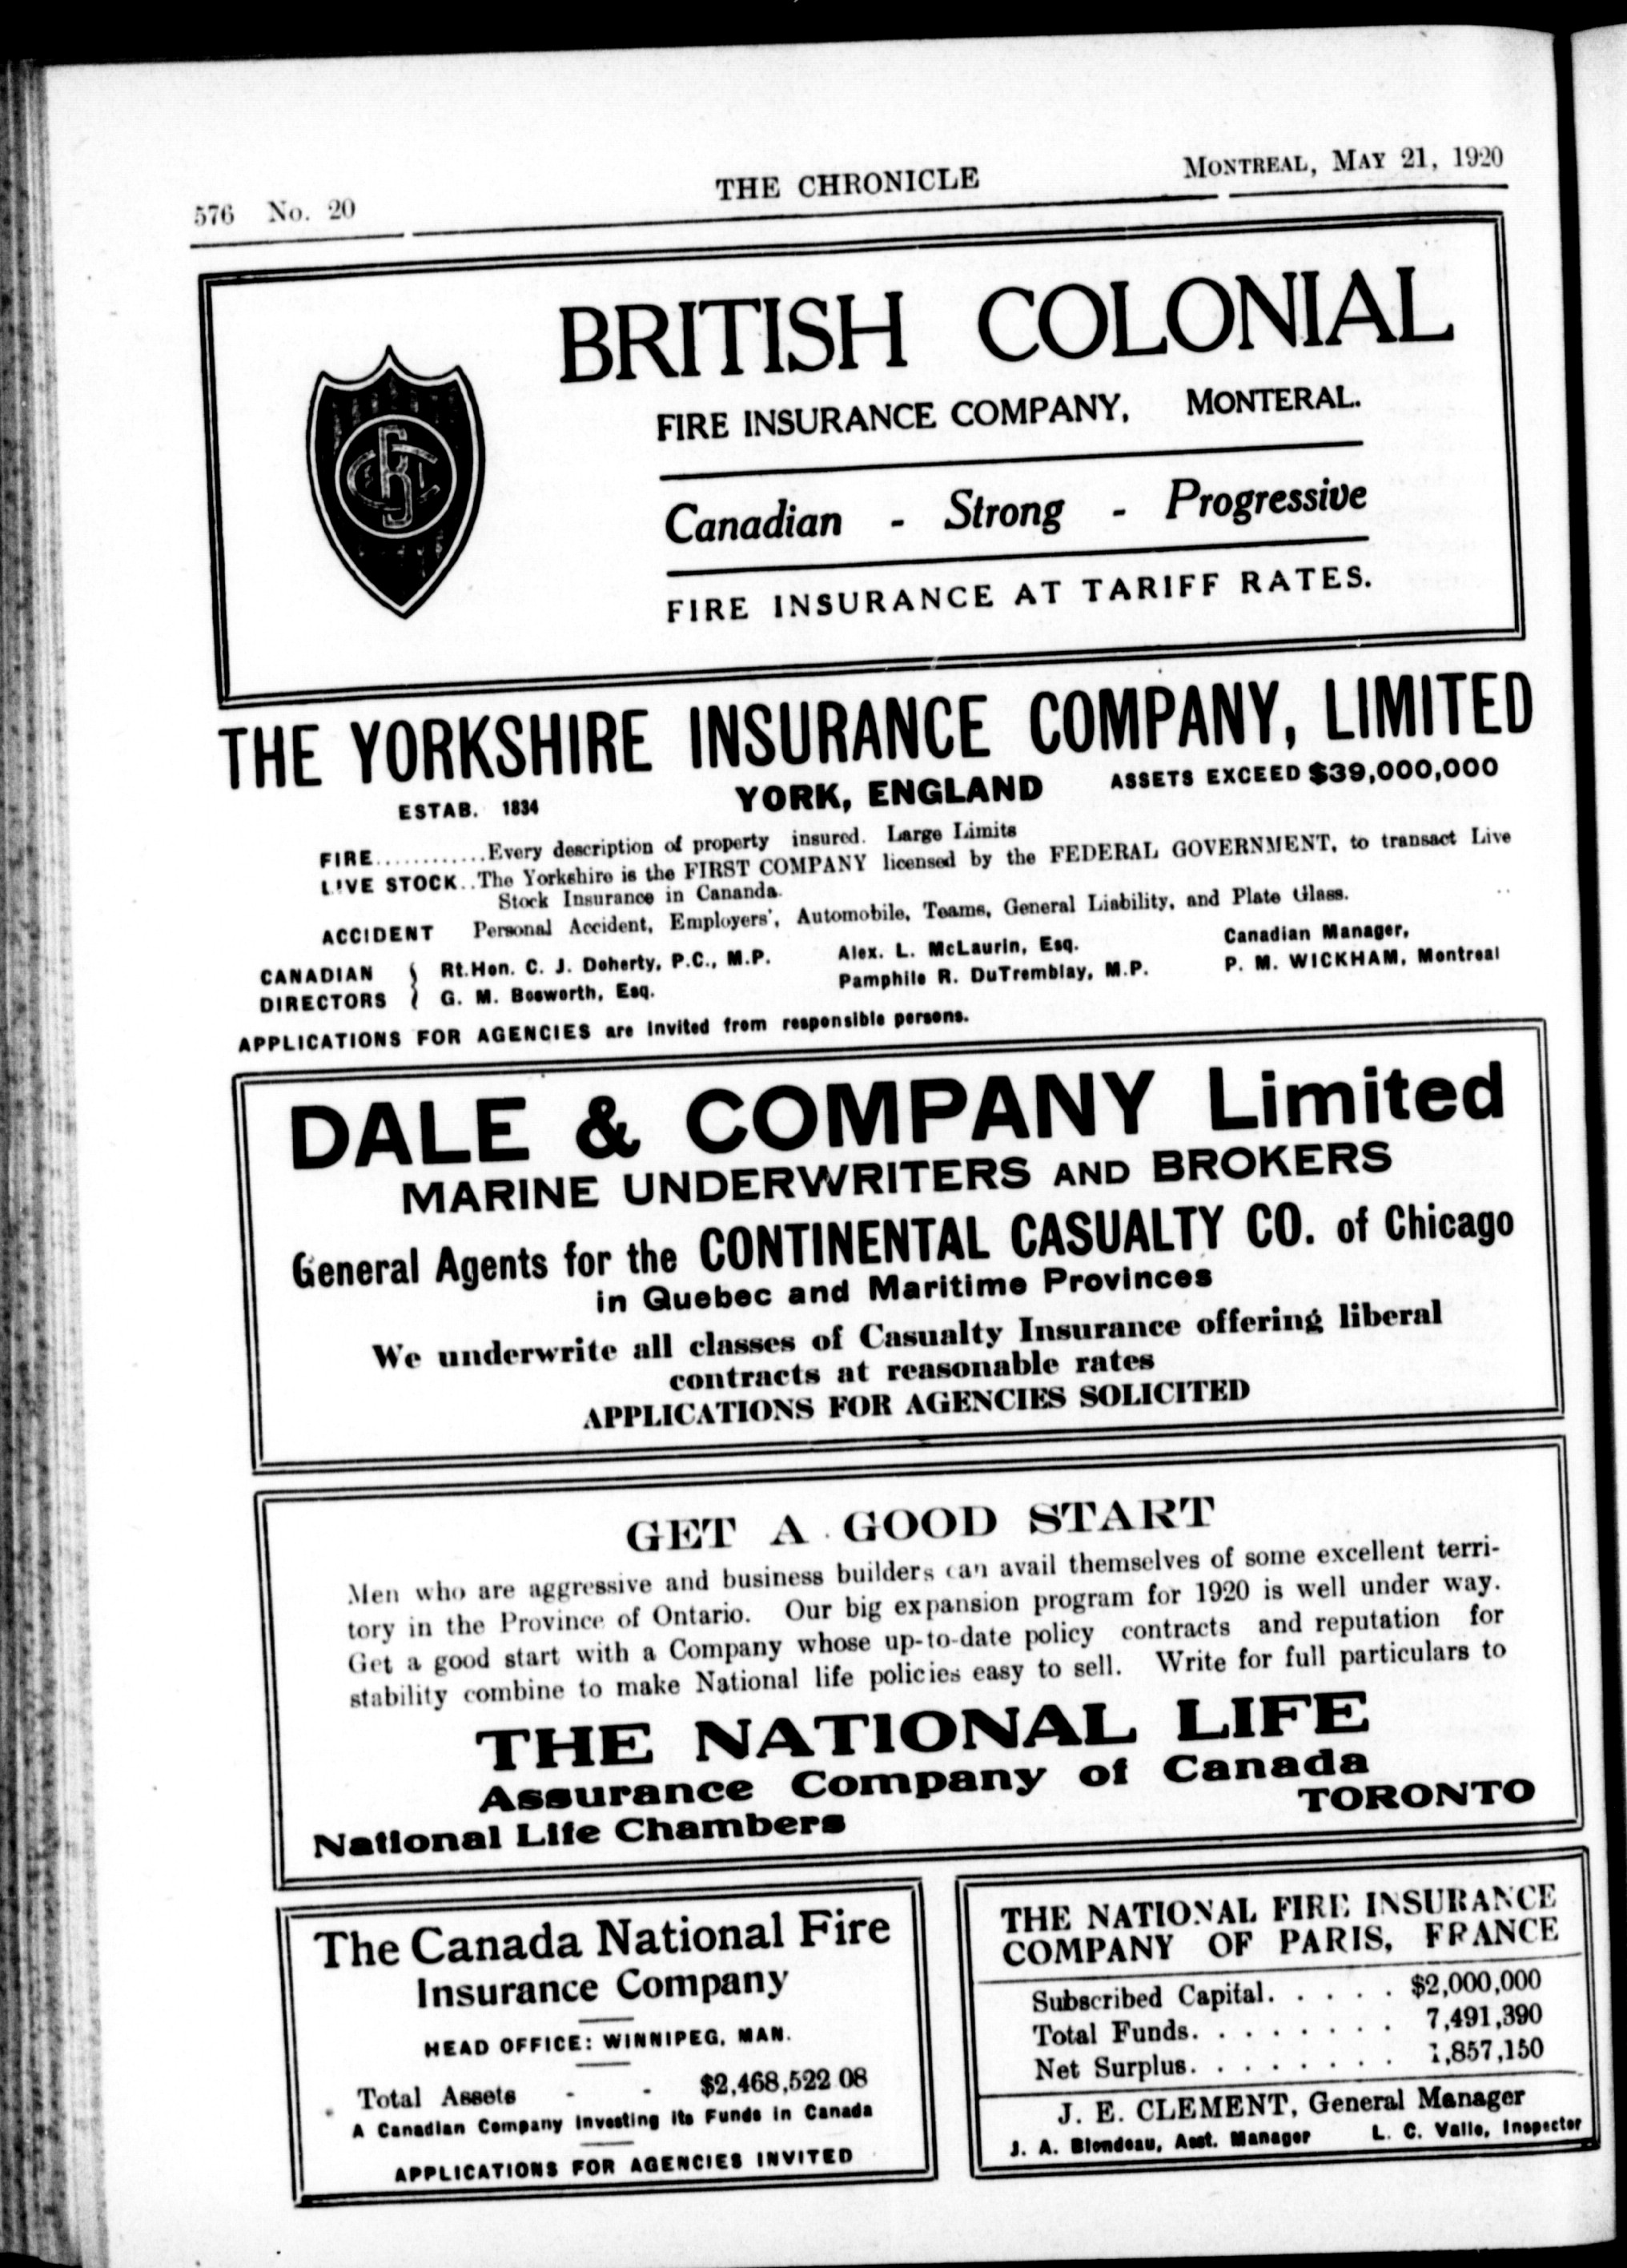 576 No. 20
THE CHRONICLE
MONTREAL, MAY 21, 1920
BRITISH COLONIAL
FIRE INSURANCE COMPANY, MONTERAL.
Canadian - Strong - Progressive
FIRE INSURANCE AT TARIFF RATES.
THE YORKSHIRE INSURANCE COMPANY, LIMITED
ESTAB. 1834 YORK, ENGLAND ASSETS EXCEED $39,000,000
FIRE............Every description of property insured. Large Limits
LIVE STOCK..The Yorkshire is the FIRST COMPANY licensed by the FEDERAL GOVERNMENT, to transact Live
Stock Insurance in Cananda.
ACCIDENT Personal Accident, Employers', Automobile, Teams, General Liability, and Plate Glass.
CANADIAN DIRECTORS { Rt.Hon. C. J. Doherty, P.C., M.P. Alex. L. McLaurin, Esq. Canadian Manager,
G. M. Bosworth, Esq. Pamphile R. DuTremblay, M.P. P. M. WICKHAM, Montreal
APPLICATIONS FOR AGENCIES are invited from responsible persons.
DALE & COMPANY Limited
MARINE UNDERWRITERS AND BROKERS
General Agents for the CONTINENTAL CASUALTY CO. of Chicago
in Quebec and Maritime Provinces
We underwrite all classes of Casualty Insurance offering liberal
contracts at reasonable rates
APPLICATIONS FOR AGENCIES SOLICITED
GET A GOOD START
Men who are aggressive and business builders can avail themselves of some excellent terri-
tory in the Province of Ontario. Our big expansion program for 1920 is well under way.
Get a good start with a Company whose up-to-date policy contracts and reputation for
stability combine to make National life policies easy to sell. Write for full particulars to
THE NATIONAL LIFE
Assurance Company of Canada
National Life Chambers TORONTO
The Canada National Fire
Insurance Company
HEAD OFFICE: WINNIPEG, MAN.
Total Assets - - $2,468,522 08
A Canadian Company Investing its Funds in Canada
APPLICATIONS FOR AGENCIES INVITED
THE NATIONAL FIRE INSURANCE
COMPANY OF PARIS, FRANCE
Subscribed Capital. . . . . . $2,000,000
Total Funds. . . . . . . . 7,491,390
Net Surplus. . . . . . . . 1,857,150
J. E. CLEMENT, General Manager
J. A. Blondeau, Asst. Manager L. C. Valle, Inspector